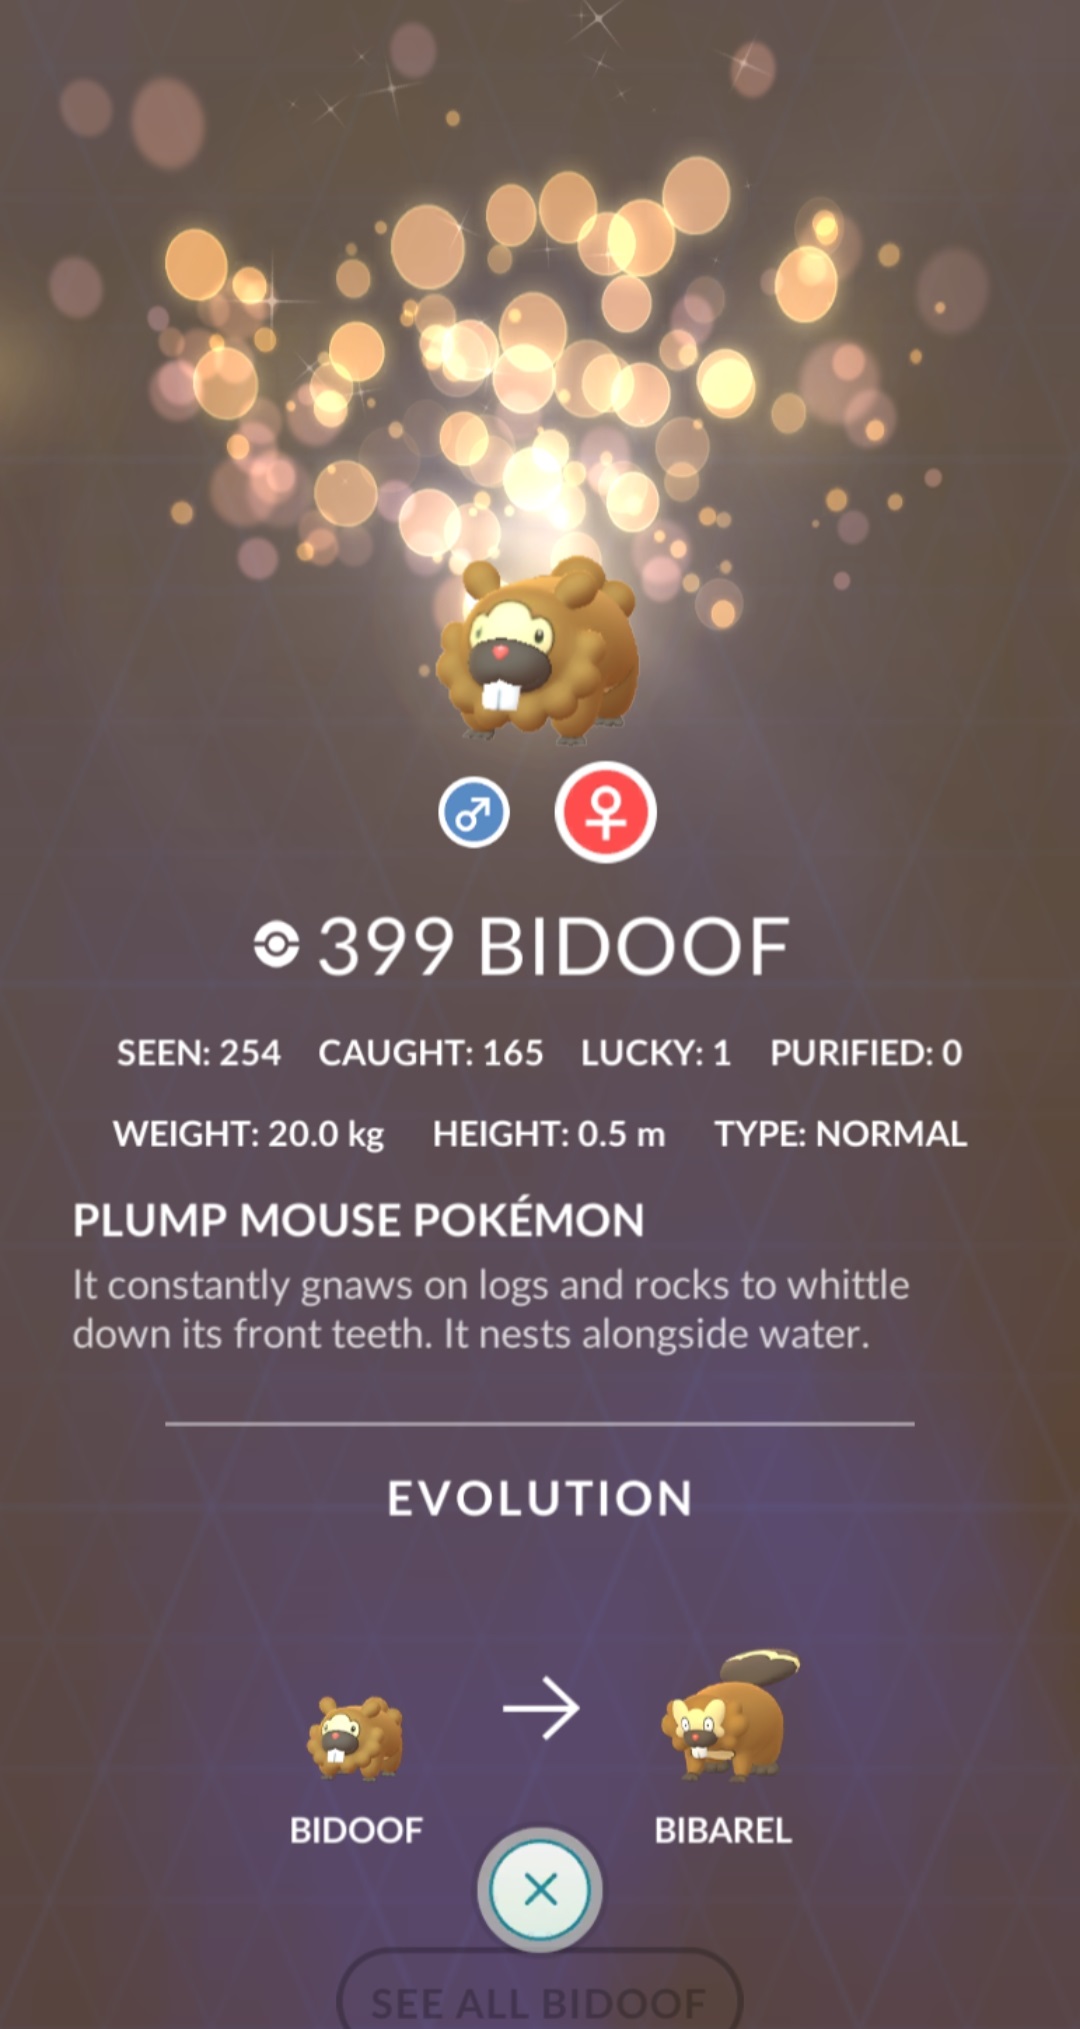 399 BIDOOF
SEEN: 254 CAUGHT: 165 LUCKY: 1 PURIFIED: 0
WEIGHT: 20.0 kg HEIGHT: 0.5 m TYPE: NORMAL
PLUMP MOUSE POKÉMON
It constantly gnaws on logs and rocks to whittle
down its front teeth. It nests alongside water.
EVOLUTION
BIDOOF BIBAREL
SEE ALL BIDOOF